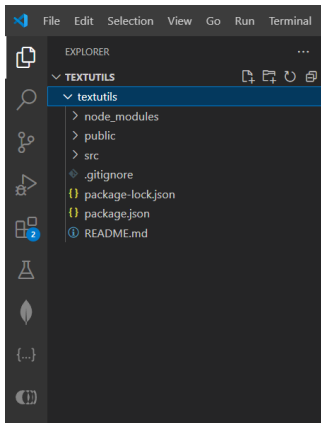 File Edit Selection View Go Run Terminal
EXPLORER
TEXTUTILS
textutils
node_modules
public
src
.gitignore
{} package-lock.json
{} package.json
README.md
2
{...}